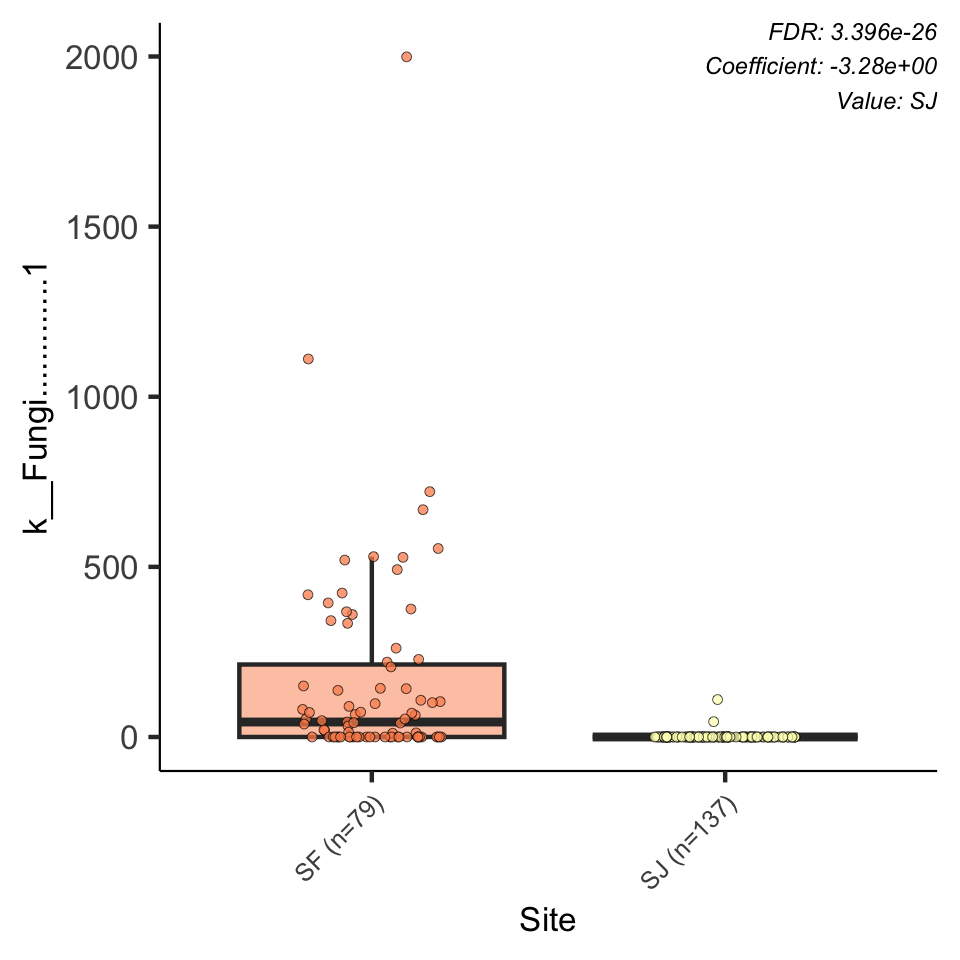 FDR: 3.396e-26
Coefficient: -3.28e+00
Value: SJ
2000
1500
1000
500
0
k__Fungi.............1
SF (n=79)
SJ (n=137)
Site